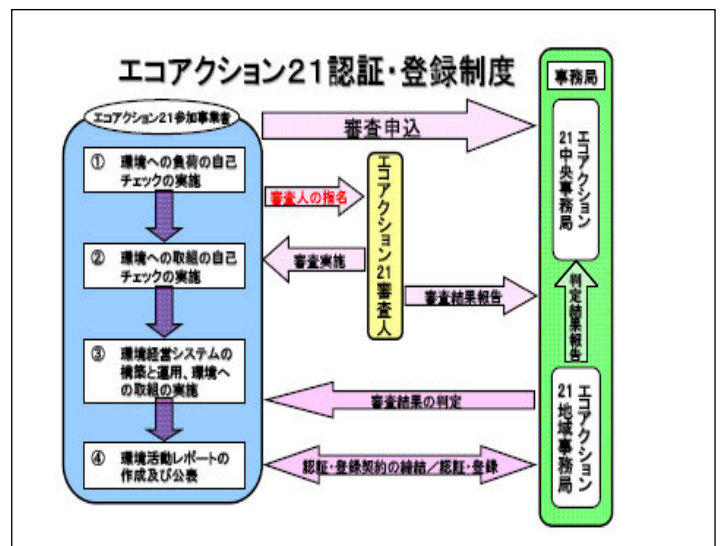 エコアクション21認証・登録制度
事務局
エコアクション21参加事業者
審査申込
① 環境への負荷の自己
チェックの実施
審査人の指名
エコアクション21審査人
エコアクション
21中央事務局
② 環境への取組の自己
チェックの実施
審査実施
審査結果報告
判定結果報告
③ 環境経営システムの
構築と運用、環境へ
の取組の実施
審査結果の判定
エコアクション
21地域事務局
④ 環境活動レポートの
作成及び公表
認証・登録契約の締結／認証・登録